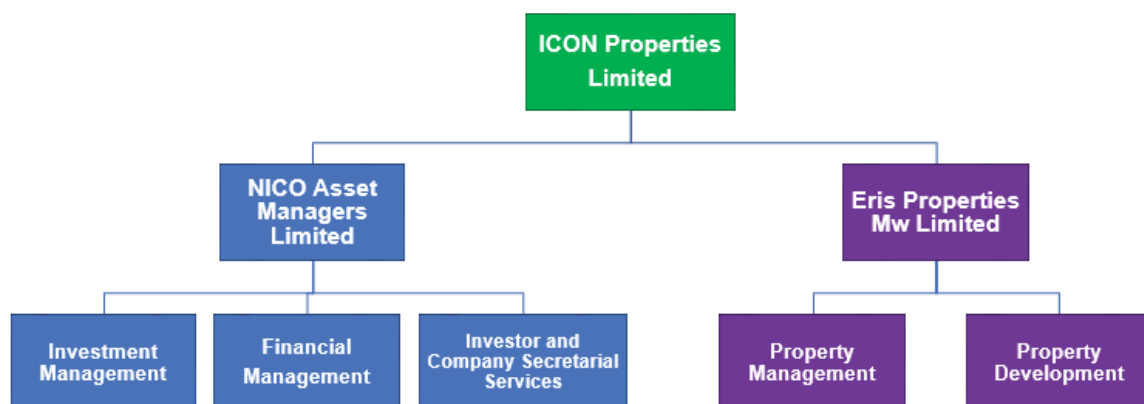 ICON Properties
Limited
NICO Asset
Managers
Limited
Eris Properties
Mw Limited
Investment
Management
Financial
Management
Investor and
Company Secretarial
Services
Property
Management
Property
Development